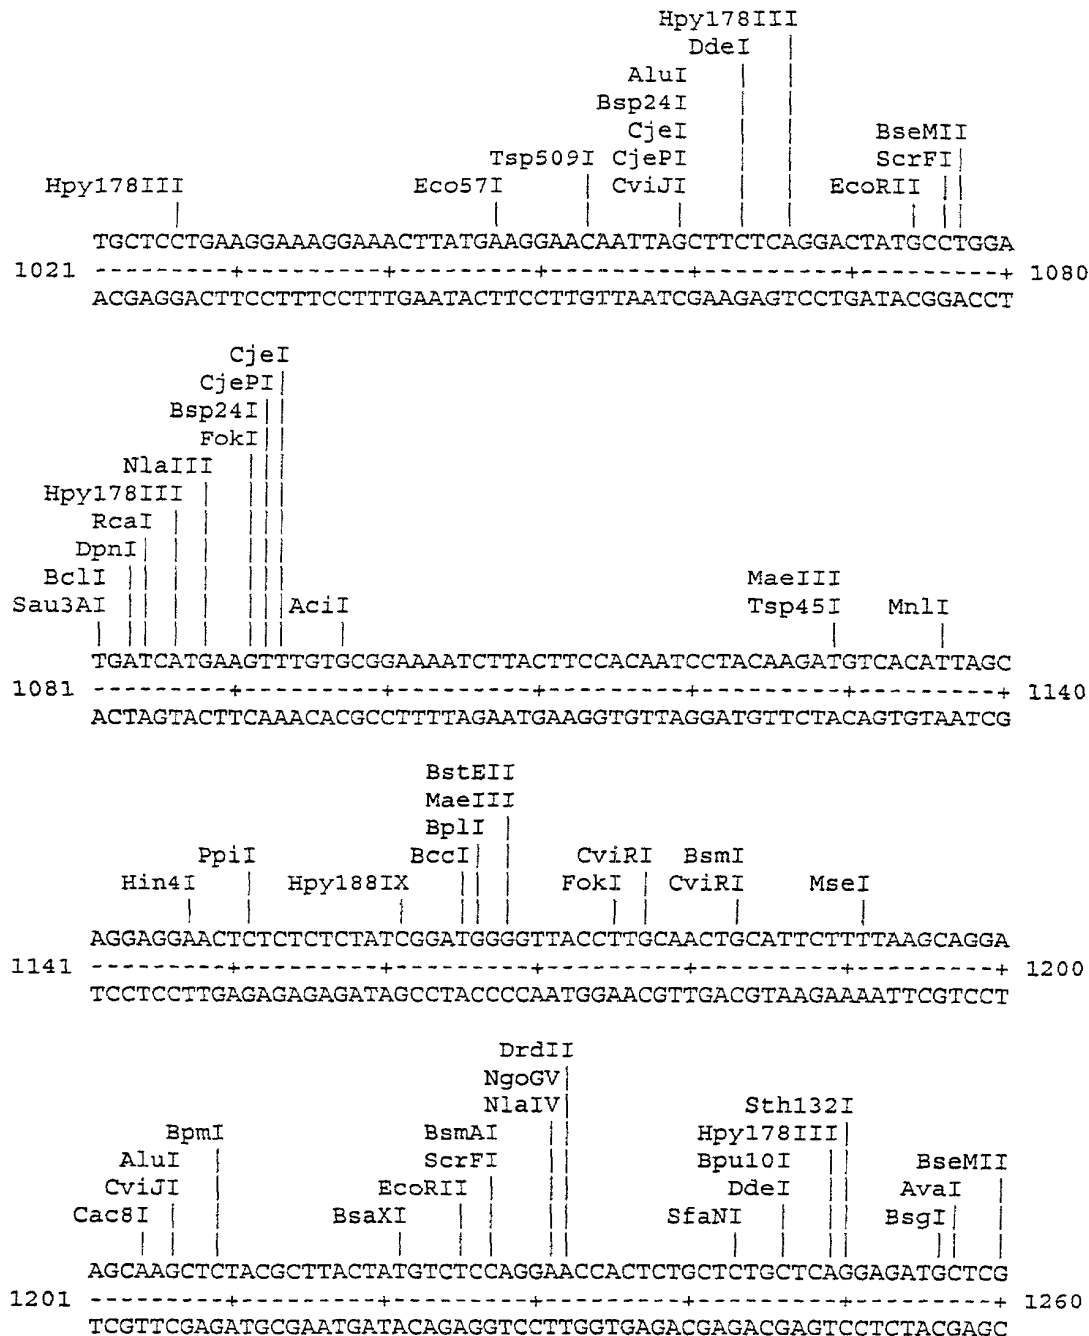 Hpy178III
DdeI
AluI
Bsp24I
CjeI BseMII
Tsp509I CjePI ScrFI
Hpy178III Eco57I CviJI EcoRII
TGCTCCTGAAGGAAAGGAAACTTATGAAGGAACAATTAGCTTCTCAGGACTATGCCTGGA
1021 ---------+---------+---------+---------+---------+---------+ 1080
ACGAGGACTTCCTTTCCTTTGAATACTTCCTTGTTAATCGAAGAGTCCTGATACGGACCT
CjeI
CjePI
Bsp24I
FokI
NlaIII
Hpy178III
RcaI
DpnI
BclI MaeIII
Sau3AI AciI Tsp45I MnlI
TGATCATGAAGTTTGTGCGGAAAATCTTACTTCCACAATCCTACAAGATGTCACATTAGC
1081 ---------+---------+---------+---------+---------+---------+ 1140
ACTAGTACTTCAAACACGCCTTTTAGAATGAAGGTGTTAGGATGTTCTACAGTGTAATCG
BstEII
MaeIII
BplI
PpiI BccI CviRI BsmI
Hin4I Hpy188IX FokI CviRI MseI
AGGAGGAACTCTCTCTCTATCGGATGGGGTTACCTTGCAACTGCATTCTTTTAAGCAGGA
1141 ---------+---------+---------+---------+---------+---------+ 1200
TCCTCCTTGAGAGAGAGATAGCCTACCCCAATGGAACGTTGACGTAAGAAAATTCGTCCT
DrdII
NgoGV
NlaIV Sth132I
BpmI BsmAI Hpy178III
AluI ScrFI Bpu10I BseMII
CviJI EcoRII DdeI AvaI
Cac8I BsaXI SfaNI BsgI
AGCAAGCTCTACGCTTACTATGTCTCCAGGAACCACTCTGCTCTGCTCAGGAGATGCTCG
1201 ---------+---------+---------+---------+---------+---------+ 1260
TCGTTCGAGATGCGAATGATACAGAGGTCCTTGGTGAGACGAGACGAGTCCTCTACGAGC